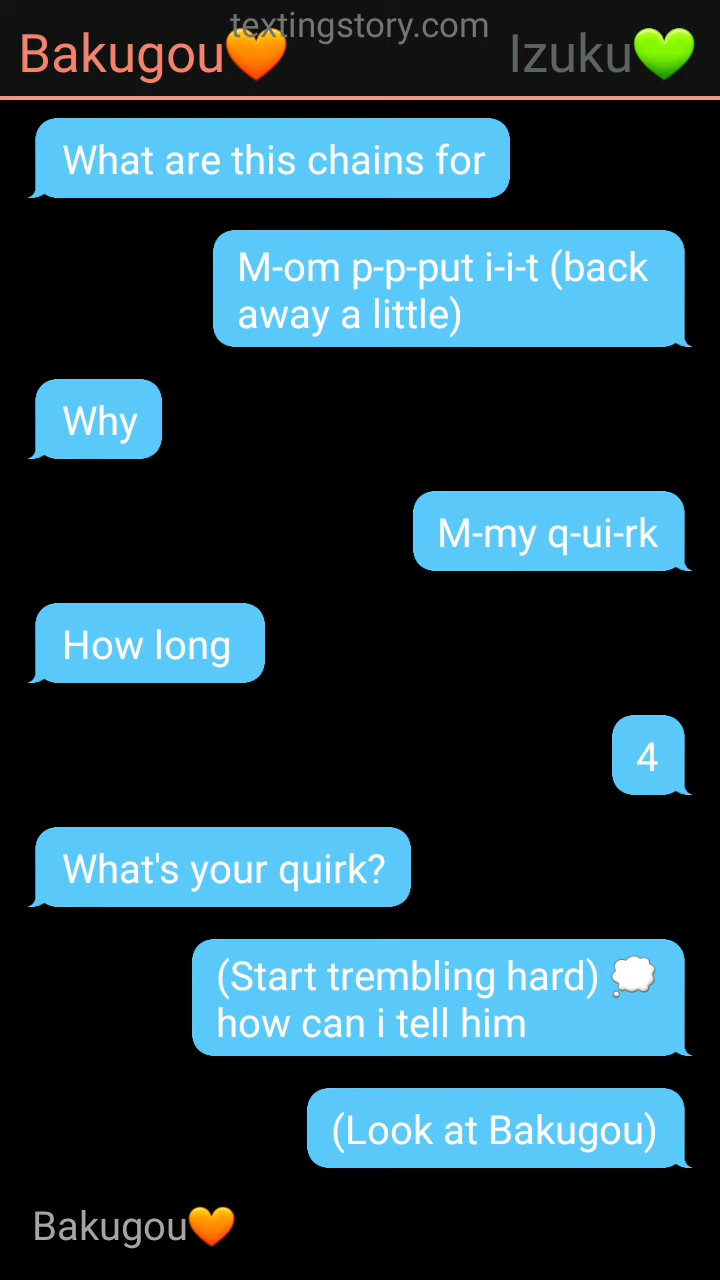 textingstory.com
Bakugou🧡 Izuku💚
What are this chains for
M-om p-p-put i-i-t (back
away a little)
Why
M-my q-ui-rk
How long
4
What's your quirk?
(Start trembling hard) 💭
how can i tell him
(Look at Bakugou)
Bakugou🧡